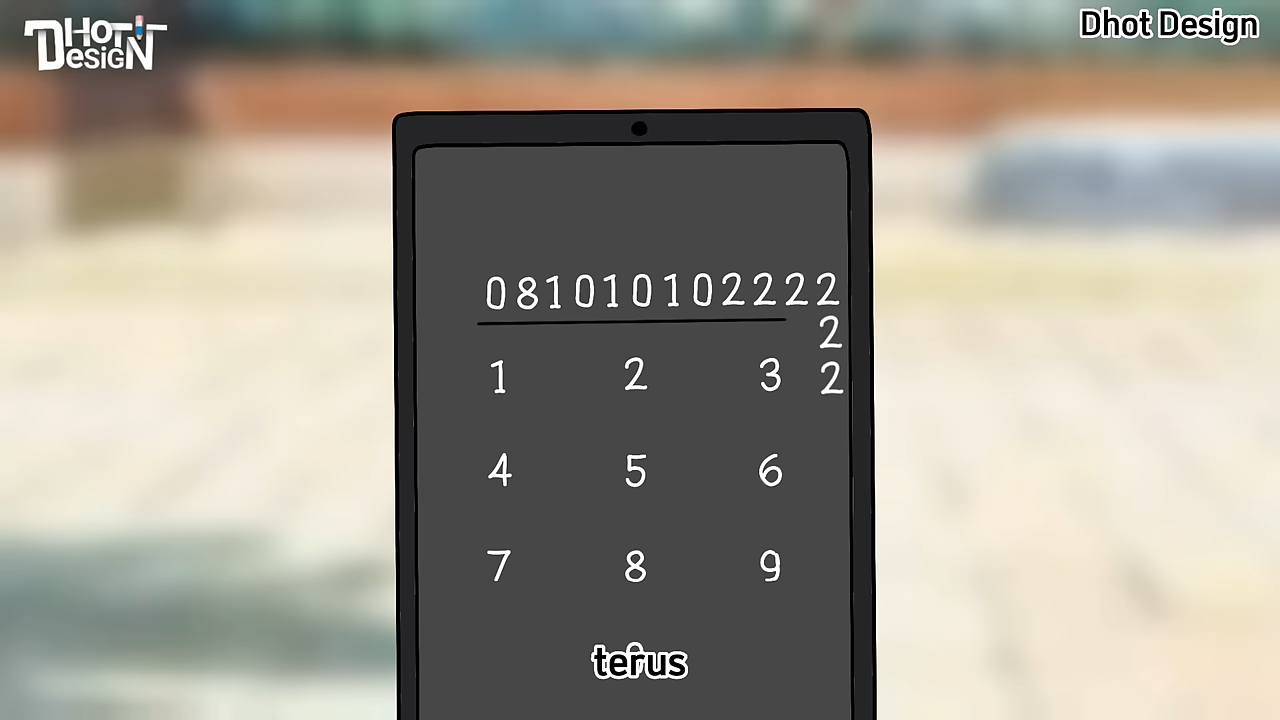 DHOT DESIGN
Dhot Design
081010102222
2
1 2 3 2
4 5 6
7 8 9
terus